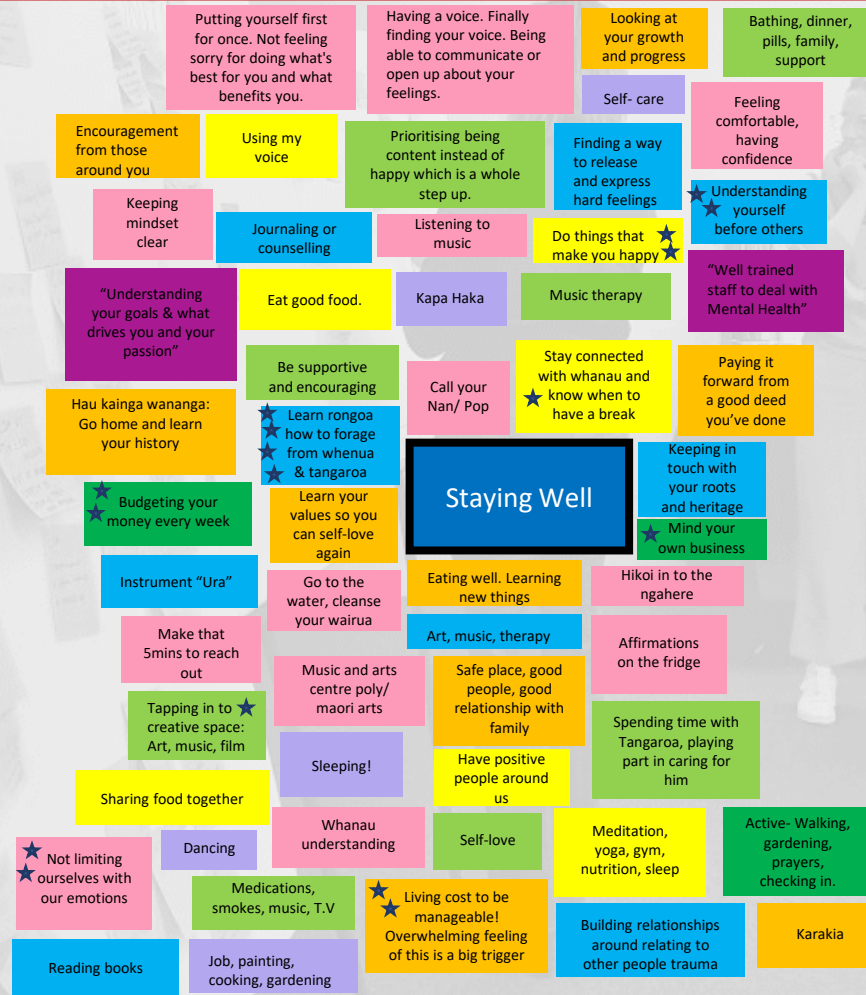 Putting yourself first
for once. Not feeling
sorry for doing what's
best for you and what
benefits you.
Having a voice. Finally
finding your voice. Being
able to communicate or
open up about your
feelings.
Looking at
your growth
and progress
Bathing, dinner,
pills, family,
support
Self- care
Feeling
comfortable,
having
confidence
Encouragement
from those
around you
Using my
voice
Prioritising being
content instead of
happy which is a whole
step up.
Finding a way
to release
and express
hard feelings
Understanding
yourself
before others
Keeping
mindset
clear
Journaling or
counselling
Listening to
music
Do things that
make you happy
"Well trained
staff to deal with
Mental Health"
“Understanding
your goals & what
drives you and your
passion”
Eat good food.
Kapa Haka
Music therapy
Be supportive
and encouraging
Call your
Nan/ Pop
Stay connected
with whanau and
know when to
have a break
Paying it
forward from
a good deed
you’ve done
Hau kainga wananga:
Go home and learn
your history
Learn rongoa
how to forage
from whenua
& tangaroa
Staying Well
Keeping in
touch with
your roots
and heritage
Budgeting your
money every week
Learn your
values so you
can self-love
again
Mind your
own business
Instrument “Ura”
Go to the
water, cleanse
your wairua
Eating well. Learning
new things
Hikoi in to the
ngahere
Make that
5mins to reach
out
Art, music, therapy
Affirmations
on the fridge
Music and arts
centre poly/
maori arts
Safe place, good
people, good
relationship with
family
Tapping in to
creative space:
Art, music, film
Spending time with
Tangaroa, playing
part in caring for
him
Sleeping!
Have positive
people around
us
Sharing food together
Whanau
understanding
Self-love
Meditation,
yoga, gym,
nutrition, sleep
Active- Walking,
gardening,
prayers,
checking in.
Not limiting
ourselves with
our emotions
Dancing
Medications,
smokes, music, T.V
Living cost to be
manageable!
Overwhelming feeling
of this is a big trigger
Building relationships
around relating to
other people trauma
Karakia
Reading books
Job, painting,
cooking, gardening